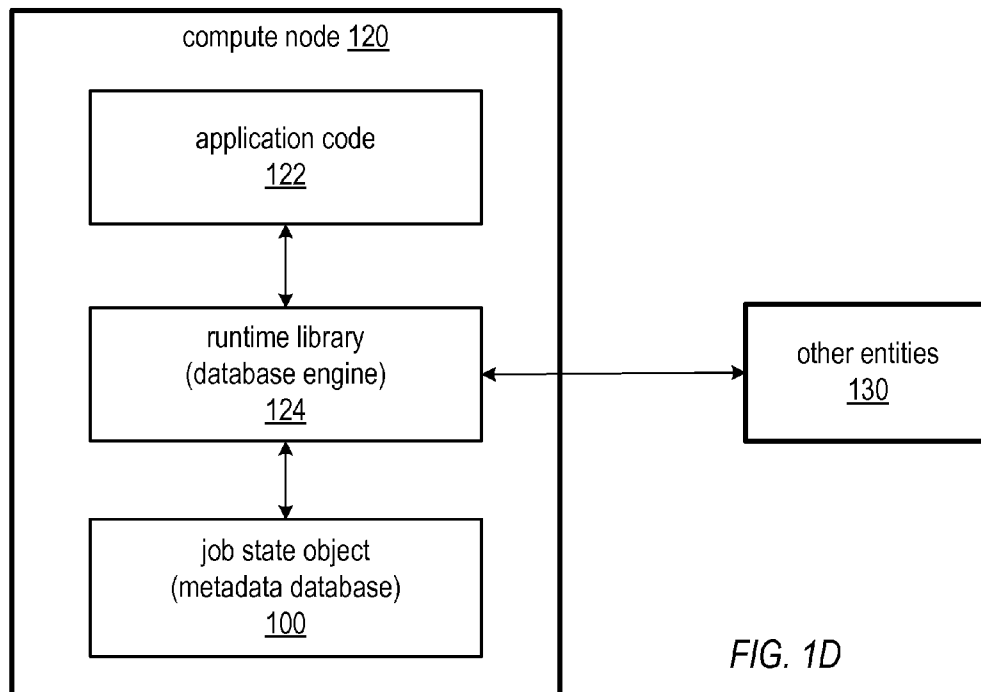 compute node 120
application code
122
runtime library
(database engine)
124
other entities
130
job state object
(metadata database)
100
FIG. 1D